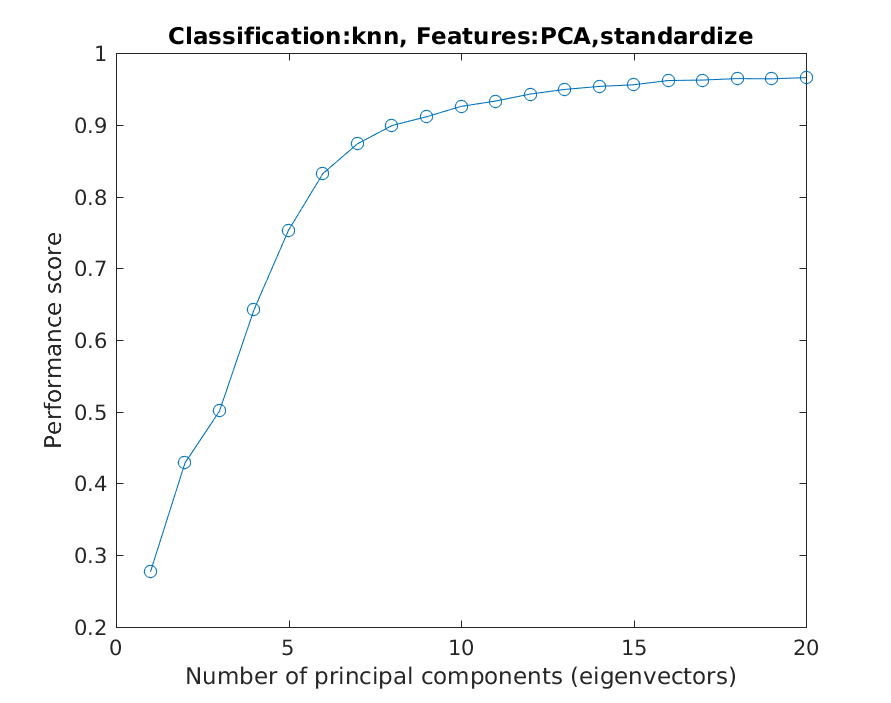 Classification:knn, Features:PCA,standardize
1
0.9
0.8
0.7
0.6
0.5
0.4
0.3
0.2
Performance score
0 5 10 15 20
Number of principal components (eigenvectors)